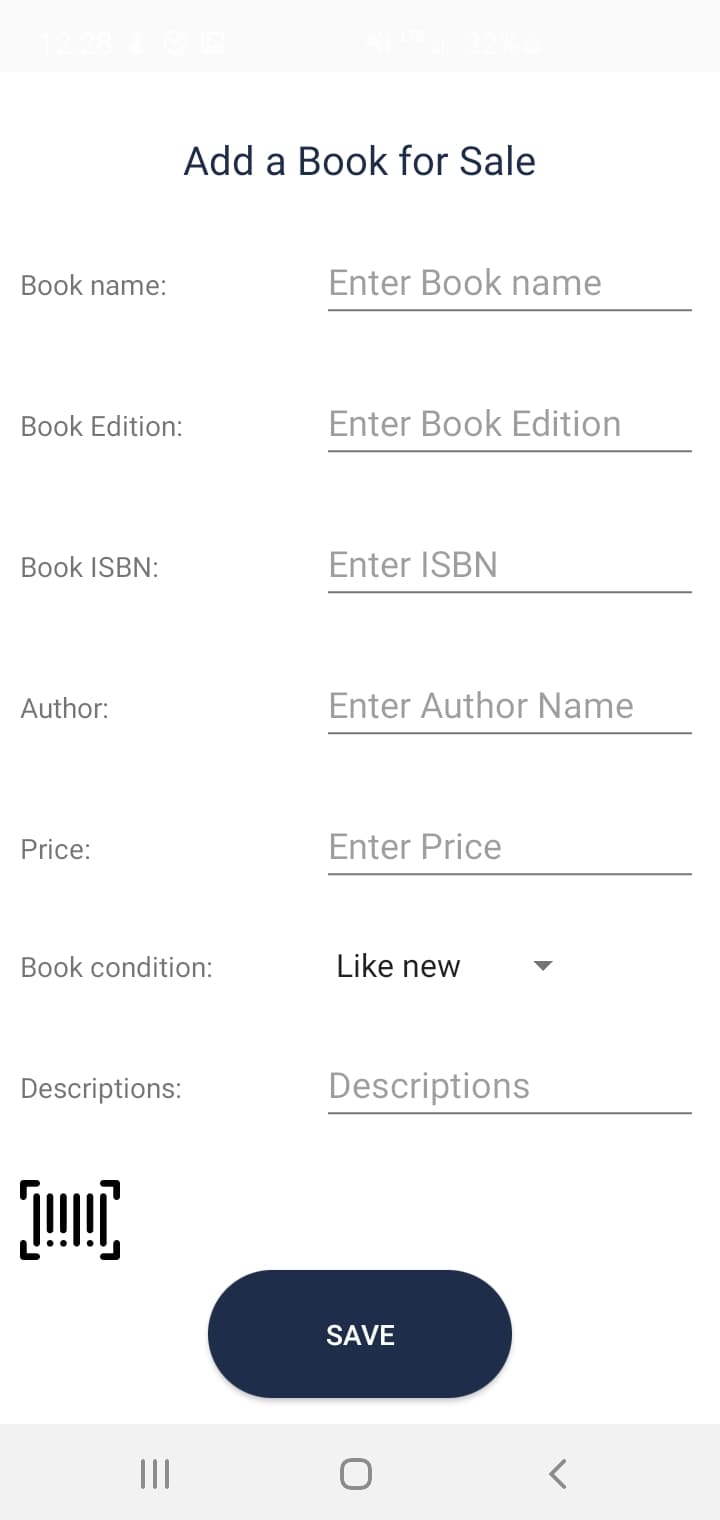 12:28
32%
Add a Book for Sale
Book name:
Enter Book name
Book Edition:
Enter Book Edition
Book ISBN:
Enter ISBN
Author:
Enter Author Name
Price:
Enter Price
Book condition:
Like new
Descriptions:
Descriptions
SAVE